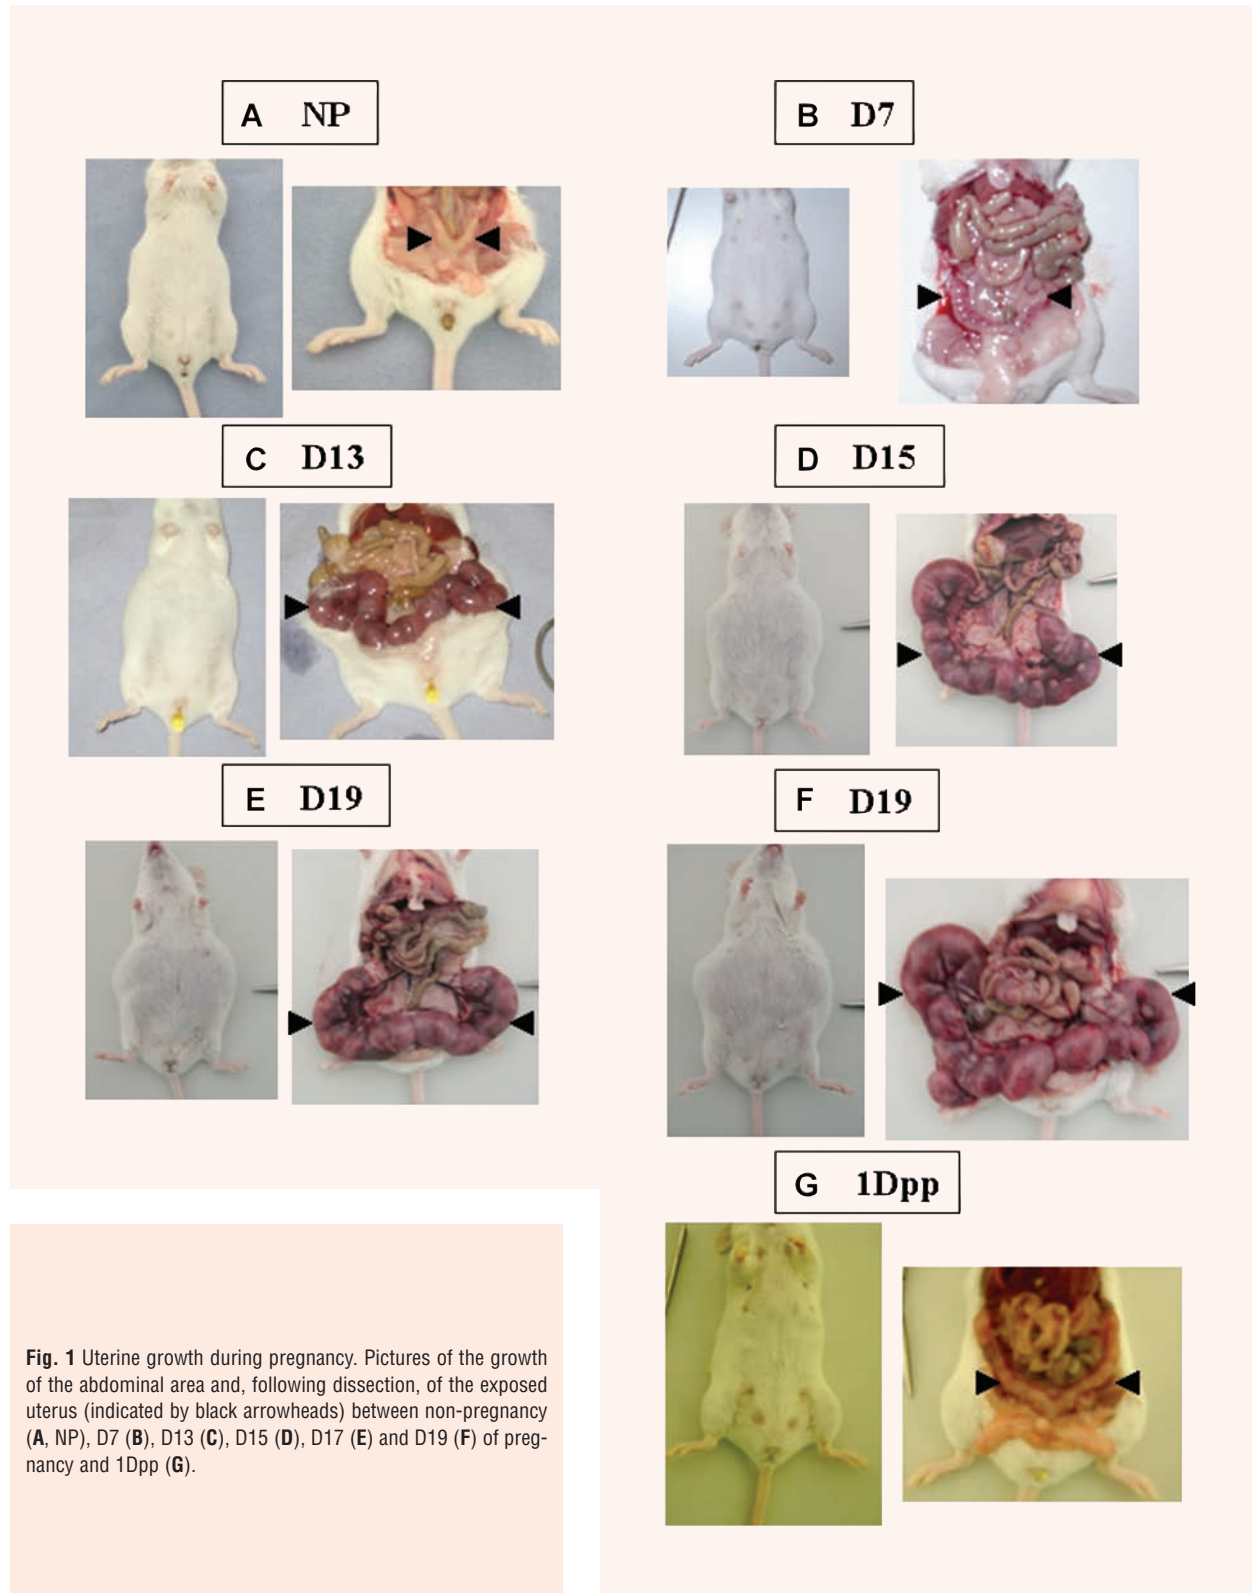 A NP
B D7
C D13
D D15
E D19
F D19
G 1Dpp
Fig. 1 Uterine growth during pregnancy. Pictures of the growth
of the abdominal area and, following dissection, of the exposed
uterus (indicated by black arrowheads) between non-pregnancy
(A, NP), D7 (B), D13 (C), D15 (D), D17 (E) and D19 (F) of preg-
nancy and 1Dpp (G).